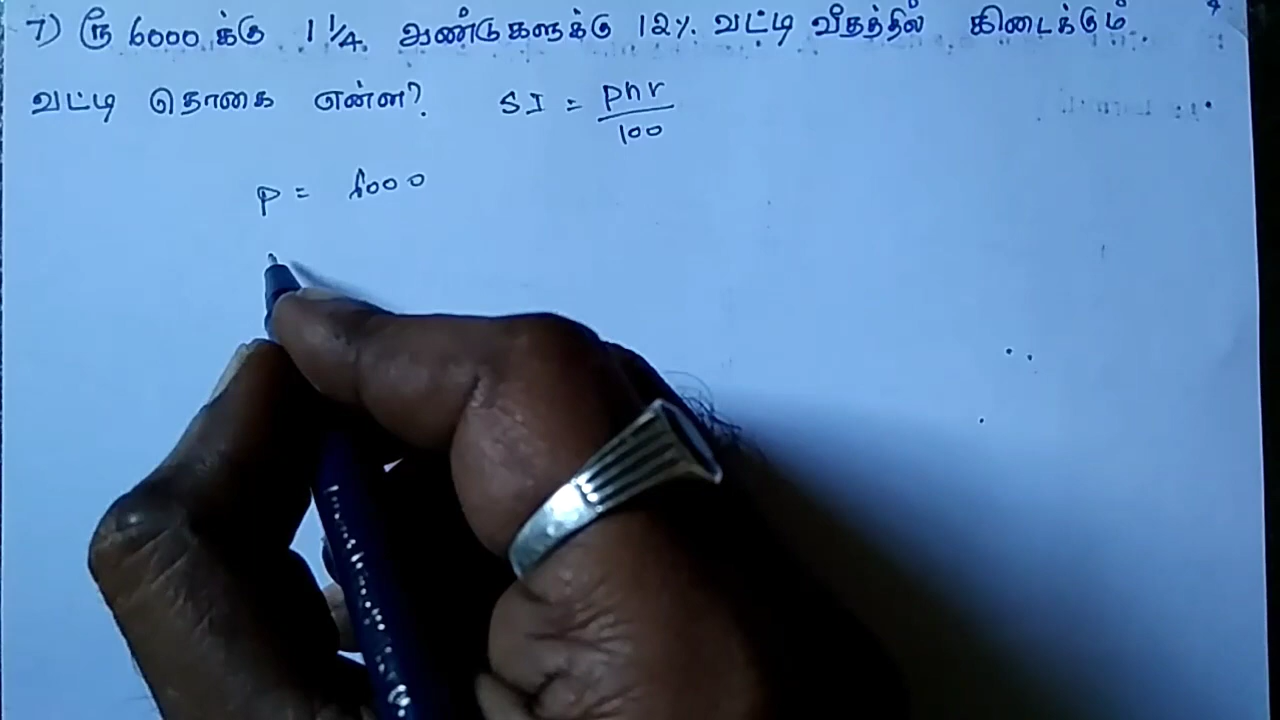 7) ரூ 6000 க்கு 1 1/4 ஆண்டுகளுக்கு 12% வட்டி வீதத்தில் கிடைக்கும்
வட்டி தொகை என்ன? SI = pnr/100
P = 6000